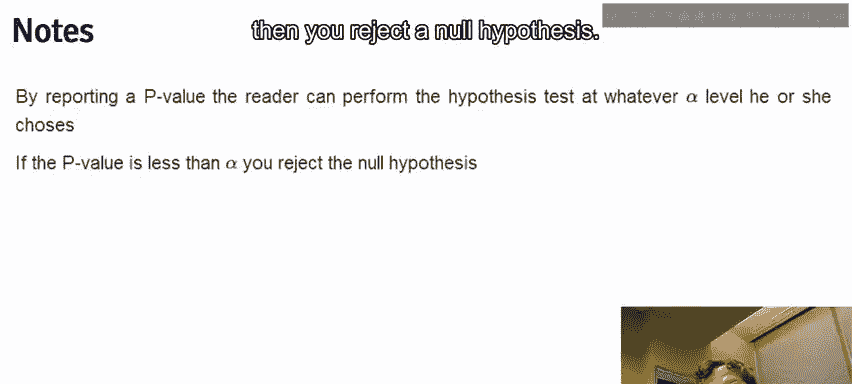 Notes
then you reject a null hypothesis.
By reporting a P-value the reader can perform the hypothesis test at whatever α level he or she
choses
If the P-value is less than α you reject the null hypothesis